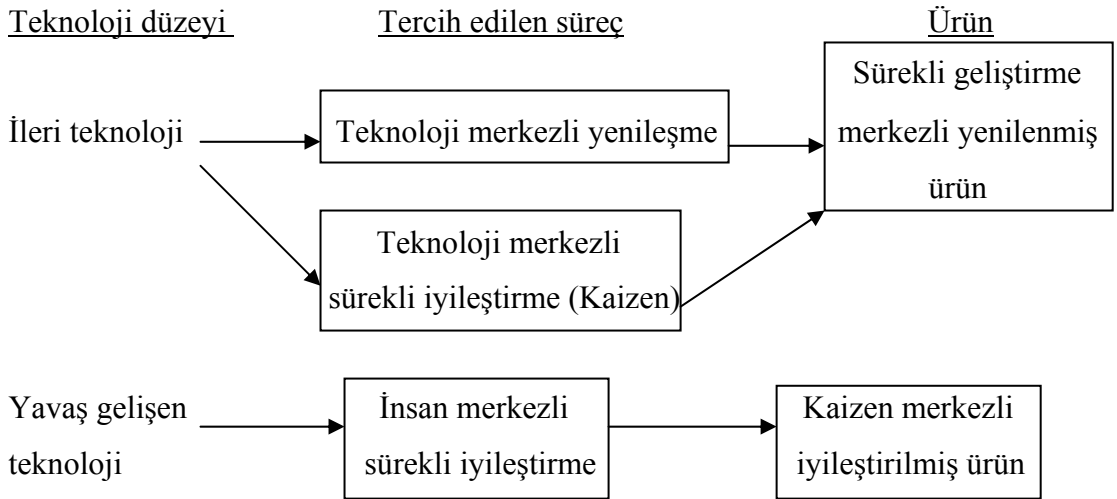 Teknoloji düzeyi
Tercih edilen süreç
Ürün
İleri teknoloji
Teknoloji merkezli yenileşme
Sürekli geliştirme
merkezli yenilenmiş
ürün
Teknoloji merkezli
sürekli iyileştirme (Kaizen)
Yavaş gelişen
teknoloji
İnsan merkezli
sürekli iyileştirme
Kaizen merkezli
iyileştirilmiş ürün